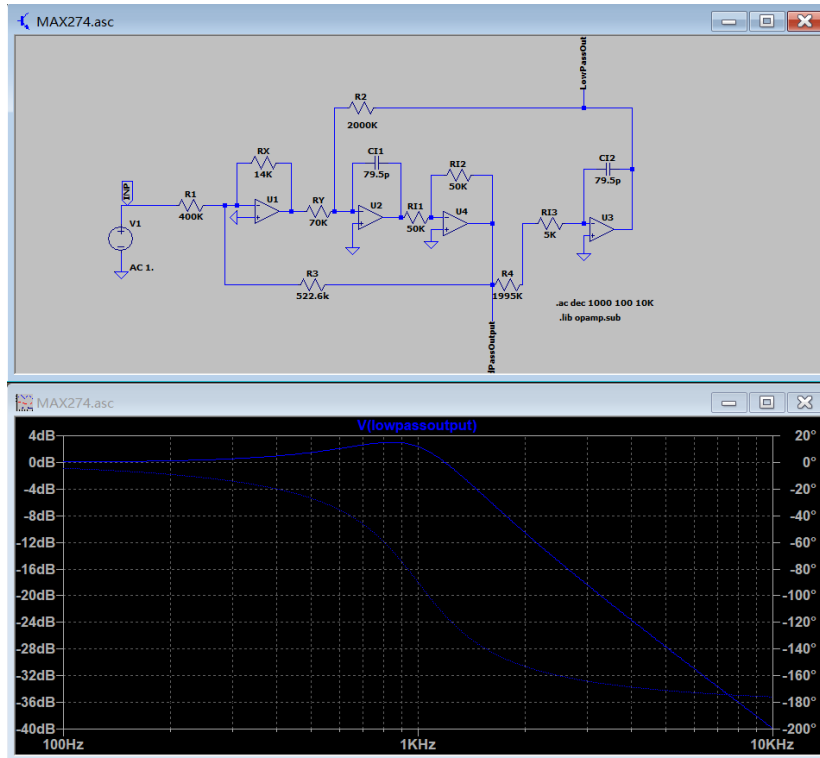 MAX274.asc
LowPassOut
R2
2000K
RX
14K
CI1
79.5p
RI2
50K
CI2
79.5p
INP
R1
400K
U1
RY
70K
U2
RI1
50K
U4
RI3
5K
U3
V1
AC 1.
R3
522.6k
R4
1995K
.ac dec 1000 100 10K
.lib opamp.sub
dPassOutput
MAX274.asc
V(lowpassoutput)
4dB 20°
0dB 0°
-4dB -20°
-8dB -40°
-12dB -60°
-16dB -80°
-20dB -100°
-24dB -120°
-28dB -140°
-32dB -160°
-36dB -180°
-40dB -200°
100Hz 1KHz 10KHz